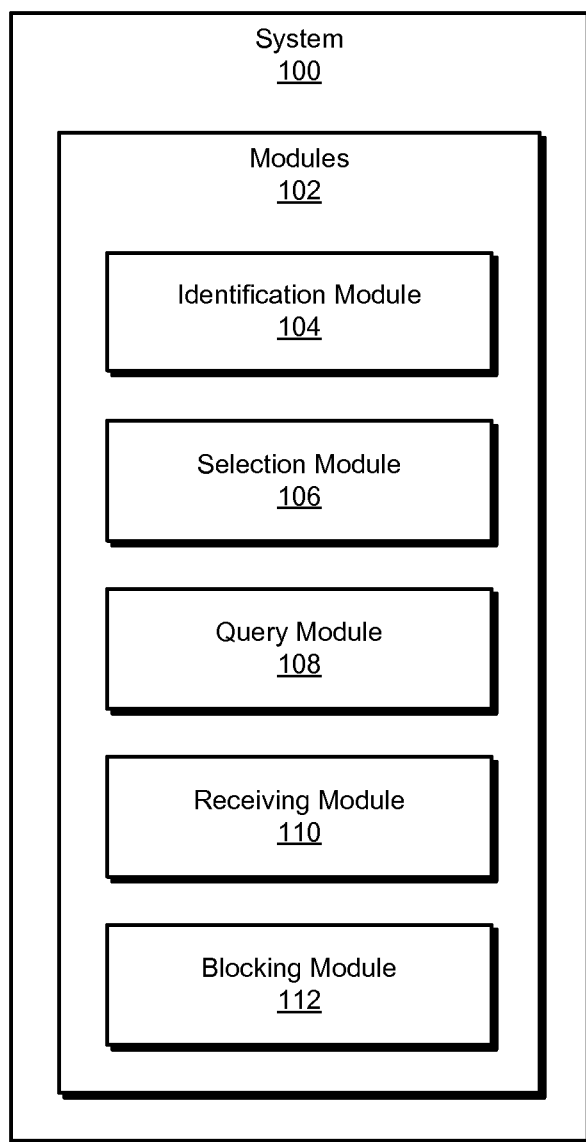 System
100
Modules
102
Identification Module
104
Selection Module
106
Query Module
108
Receiving Module
110
Blocking Module
112